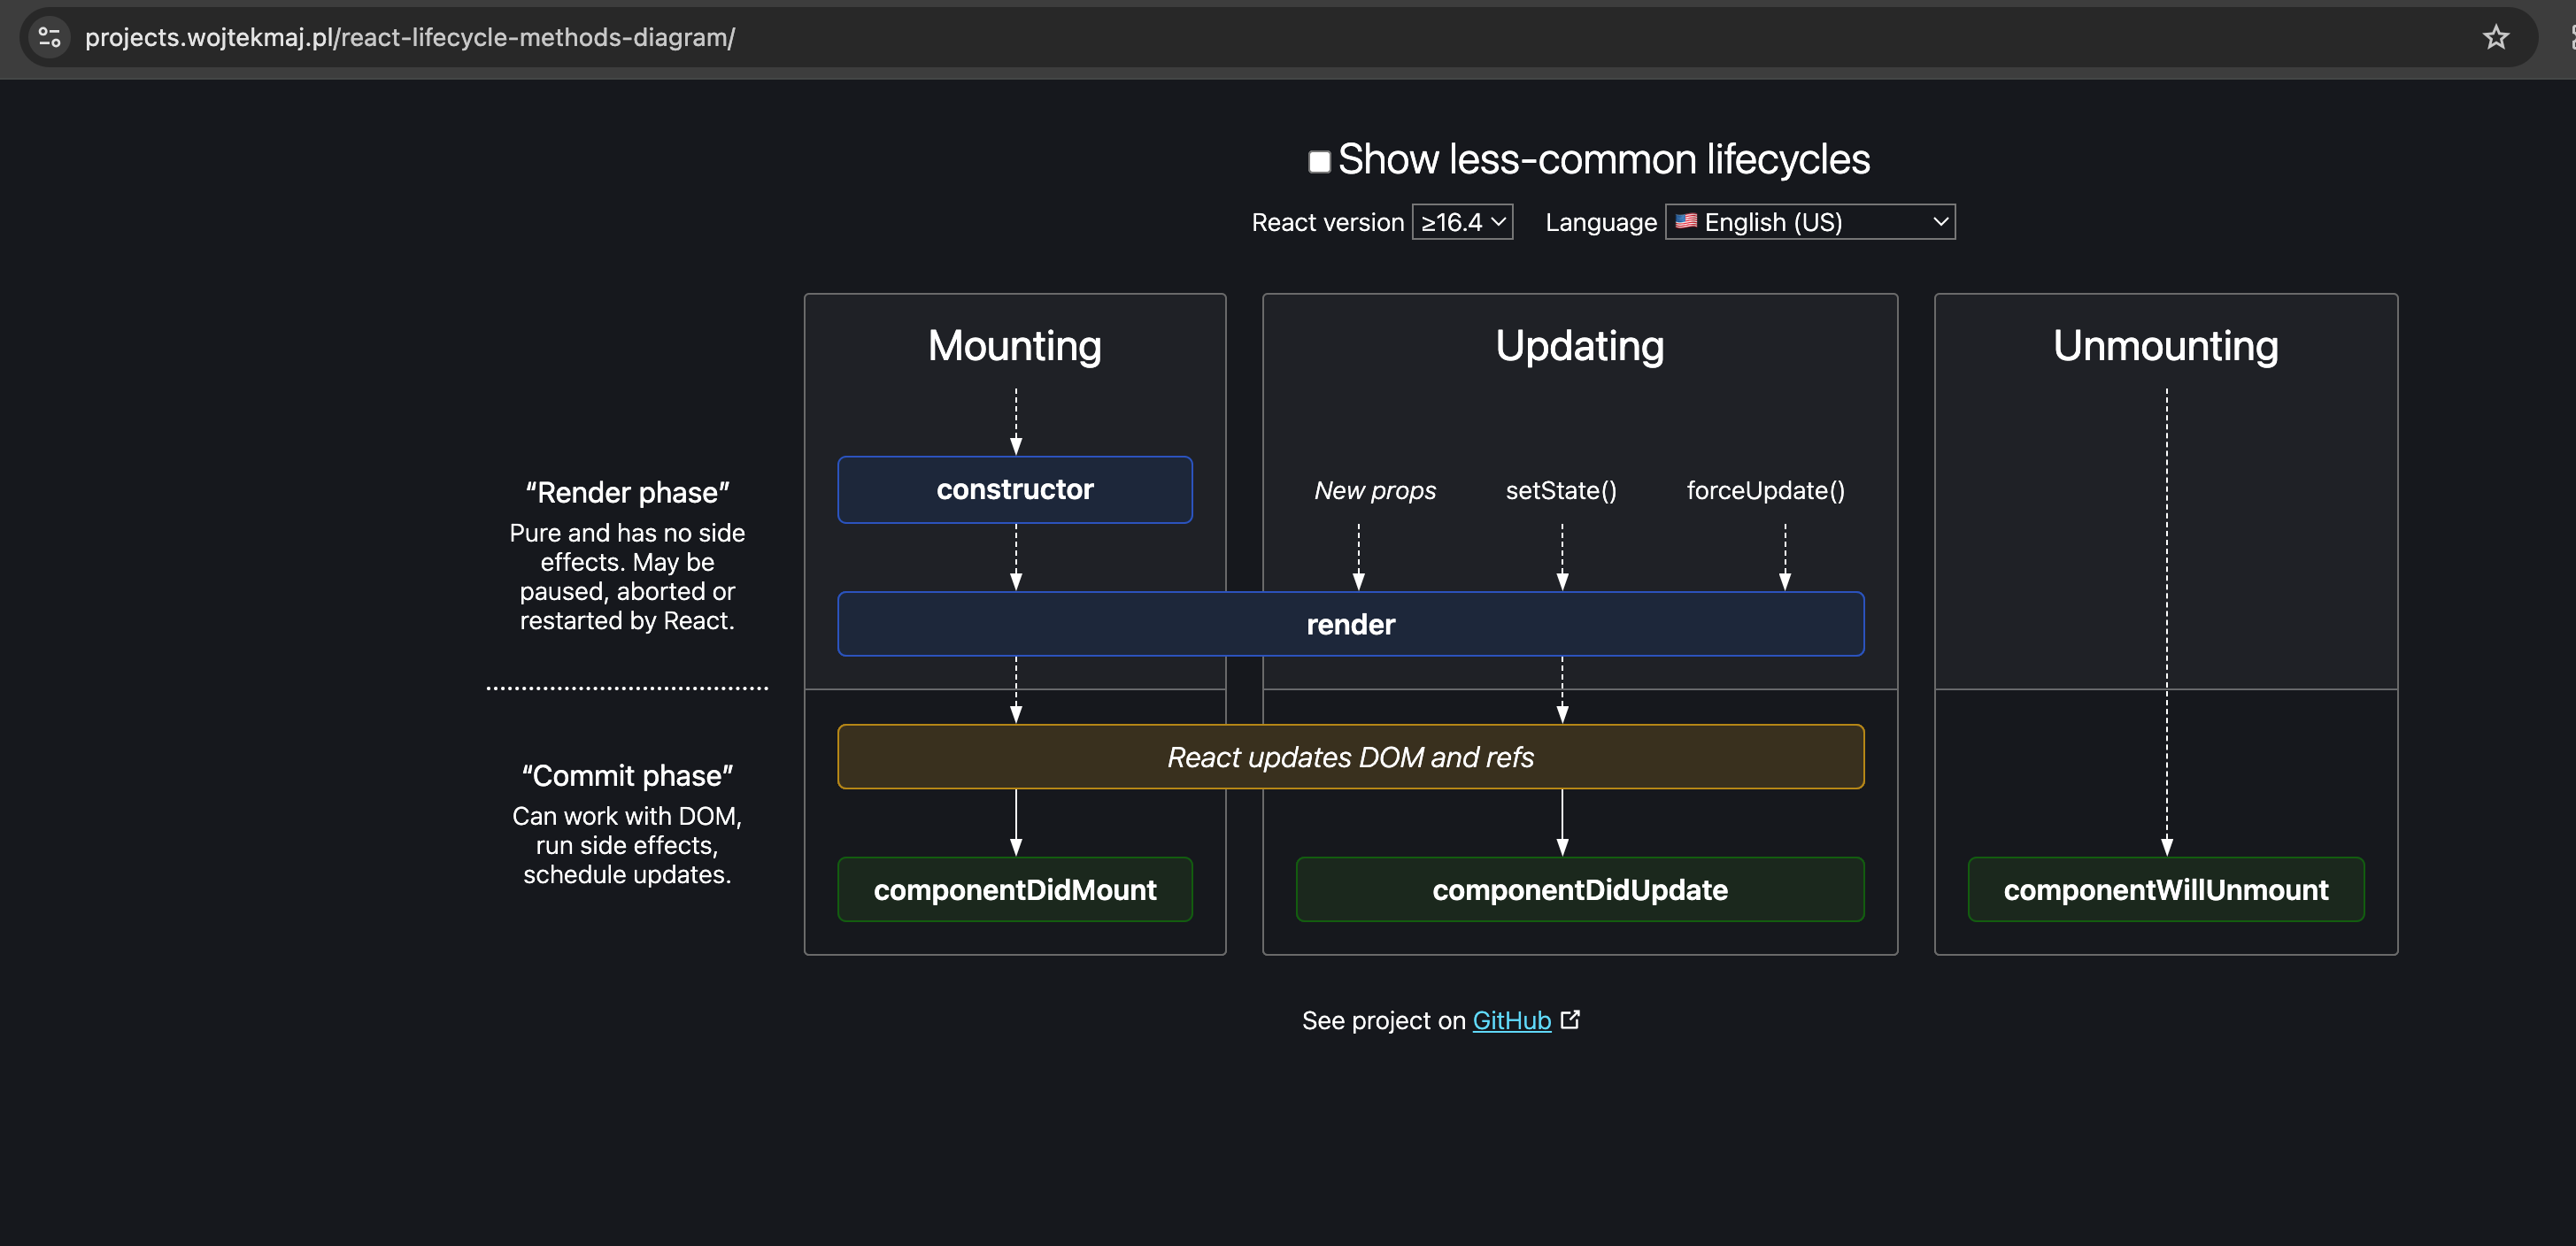 projects.wojtekmaj.pl/react-lifecycle-methods-diagram/
Show less-common lifecycles
React version ≥16.4 Language 🇺🇸 English (US)
Mounting
Updating
Unmounting
“Render phase”
Pure and has no side
effects. May be
paused, aborted or
restarted by React.
constructor
New props
setState()
forceUpdate()
render
“Commit phase”
Can work with DOM,
run side effects,
schedule updates.
React updates DOM and refs
componentDidMount
componentDidUpdate
componentWillUnmount
See project on GitHub